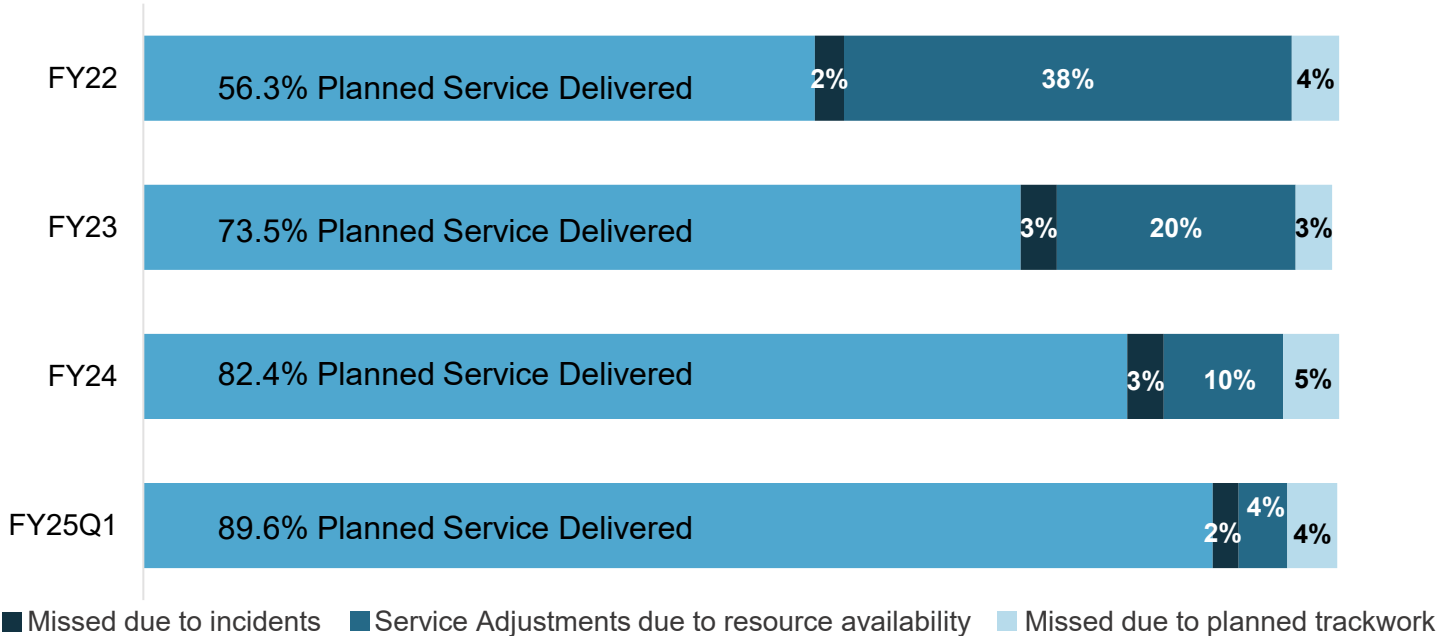 FY22 56.3% Planned Service Delivered 2% 38% 4%
FY23 73.5% Planned Service Delivered 3% 20% 3%
FY24 82.4% Planned Service Delivered 3% 10% 5%
FY25Q1 89.6% Planned Service Delivered 2% 4% 4%
Missed due to incidents Service Adjustments due to resource availability Missed due to planned trackwork